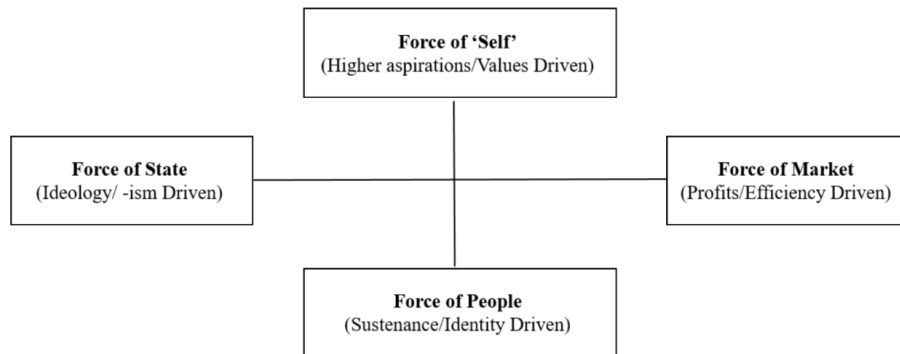 Force of ‘Self’
(Higher aspirations/Values Driven)
Force of State
(Ideology/ -ism Driven)
Force of Market
(Profits/Efficiency Driven)
Force of People
(Sustenance/Identity Driven)